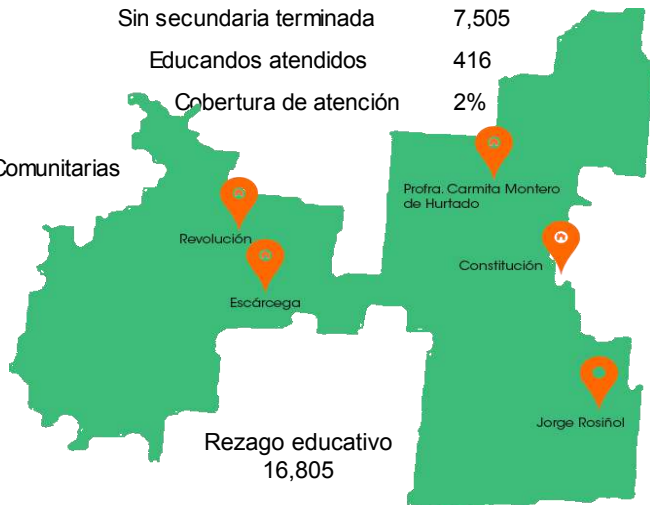 Sin secundaria terminada 7,505
Educandos atendidos 416
Cobertura de atención 2%
Comunitarias
Profra. Carmita Montero
de Hurtado
Revolución
Constitución
Escárcega
Jorge Rosiñol
Rezago educativo
16,805